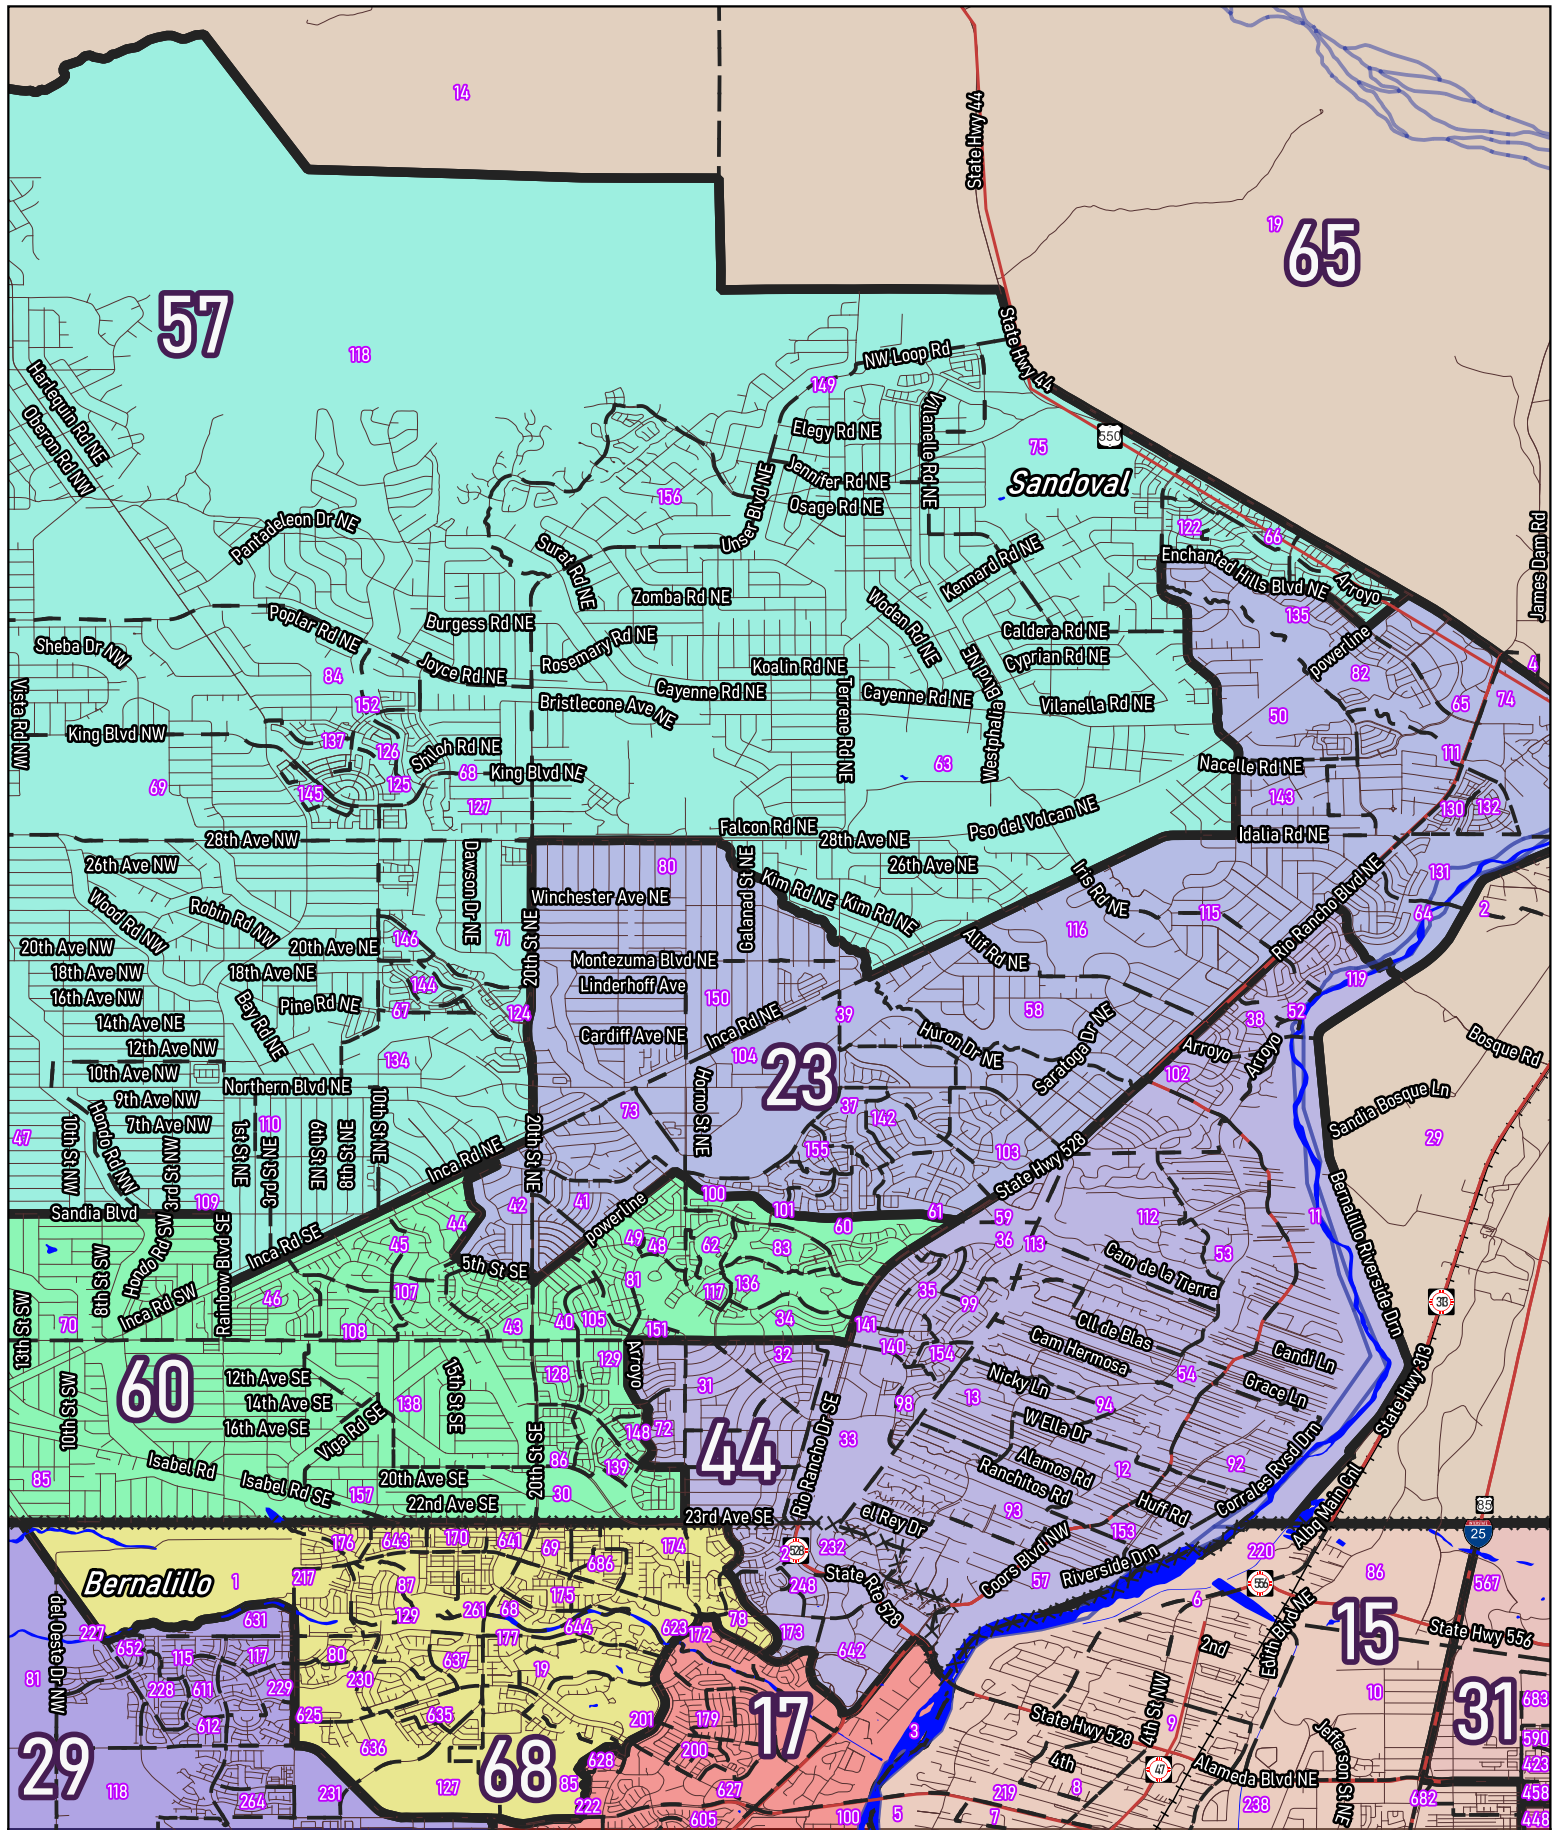 14
State Hwy 44
19
65
57
118
State Hwy 44
NW Loop Rd
149
Harlequin Rd NE
Oberon Rd NW
Elegy Rd NE
Vilanelle Rd NE
75
550
Jennifer Rd NE
Sandoval
156
Osage Rd NE
Unser Blvd NE
Pantadeleon Dr NE
122
66
James Dam Rd
Surat Rd NE
Kennard Rd NE
Enchanted Hills Blvd NE
Arroyo
Zomba Rd NE
Woden Rd NE
135
Poplar Rd NE
Burgess Rd NE
Caldera Rd NE
powerline
Sheba Dr NW
Rosemary Rd NE
Joyce Rd NE
Koalin Rd NE
Cyprian Rd NE
4
84
82
Vista Rd NW
152
Bristlecone Ave NE
Cayenne Rd NE
Terrene Rd NE
Cayenne Rd NE
Westphalia Blvd NE
Vilanella Rd NE
65
74
50
King Blvd NW
137
126
Shiloh Rd NE
111
68
King Blvd NE
63
Nacelle Rd NE
69
145
125
127
143
130
132
Falcon Rd NE
28th Ave NW
28th Ave NE
Pso del Volcan NE
Idalia Rd NE
26th Ave NW
Dawson Dr NE
80
Galanad St NE
26th Ave NE
131
Wood Rd NW
Robin Rd NW
Winchester Ave NE
Kim Rd NE
Kim Rd NE
Iris Rd NE
115
Rio Rancho Blvd NE
64
2
20th Ave NW
20th Ave NE
146
71
20th St NE
Montezuma Blvd NE
Alif Rd NE
116
18th Ave NW
18th Ave NE
144
Linderhoff Ave
119
16th Ave NW
Bay Rd NE
Pine Rd NE
67
124
150
39
58
38
52
14th Ave NE
Cardiff Ave NE
Inca Rd NE
Huron Dr NE
Saratoga Dr NE
Arroyo
Arroyo
Bosque Rd
12th Ave NW
134
104
23
10th Ave NW
Northern Blvd NE
102
9th Ave NW
10th St NE
Horno St NE
7th Ave NW
110
73
37
142
Sandia Bosque Ln
47
10th St NW
Hondo Rd NW
3rd St NW
1st St NE
3rd St NE
6th St NE
8th St NE
20th St NE
155
103
29
Inca Rd NE
State Hwy 528
109
Sandia Blvd
42
41
100
101
61
59
112
11
Bernalillo Riverside Drn
44
powerline
60
36
113
53
45
49
48
62
83
Inca Rd SE
5th St SE
Cam de la Tierra
8th St SW
Hondo Rd SW
Rainbow Blvd SE
107
81
117
136
35
99
Inca Rd SW
46
313
70
108
43
40
105
151
34
141
Cll de Blas
13th St SW
Arroyo
Cam Hermosa
Candi Ln
60
129
32
140
154
54
State Hwy 313
12th Ave SE
15th St SE
128
31
Nicky Ln
Grace Ln
10th St SW
14th Ave SE
138
98
13
94
16th Ave SE
Viga Rd SE
148
72
44
Rio Rancho Dr SE
33
W Ella Dr
Isabel Rd
86
139
Alamos Rd
12
92
Corrales Rvsd Drn
85
Isabel Rd SE
20th Ave SE
20th St SE
Ranchitos Rd
157
22nd Ave SE
30
23rd Ave SE
el Rey Dr
93
Huff Rd
85
153
Alb. Main Cnl
25
176
643
170
641
69
174
528
232
Coors Blvd NW
220
Bernalillo
1
217
87
686
248
State Rte 528
57
Riverside Drn
556
86
567
del Oeste Dr NW
631
129
261
68
175
78
6
15
State Hwy 556
227
652
177
644
623
172
173
115
117
80
637
642
2nd
Edith Blvd NE
81
228
611
229
230
19
10
31
683
612
625
635
201
179
17
3
State Hwy 528
4th St NW
9
590
636
200
4th
Jefferson St NE
29
68
628
47
Alameda Blvd NE
423
118
264
231
127
85
627
219
8
682
458
222
605
100
5
7
238
448